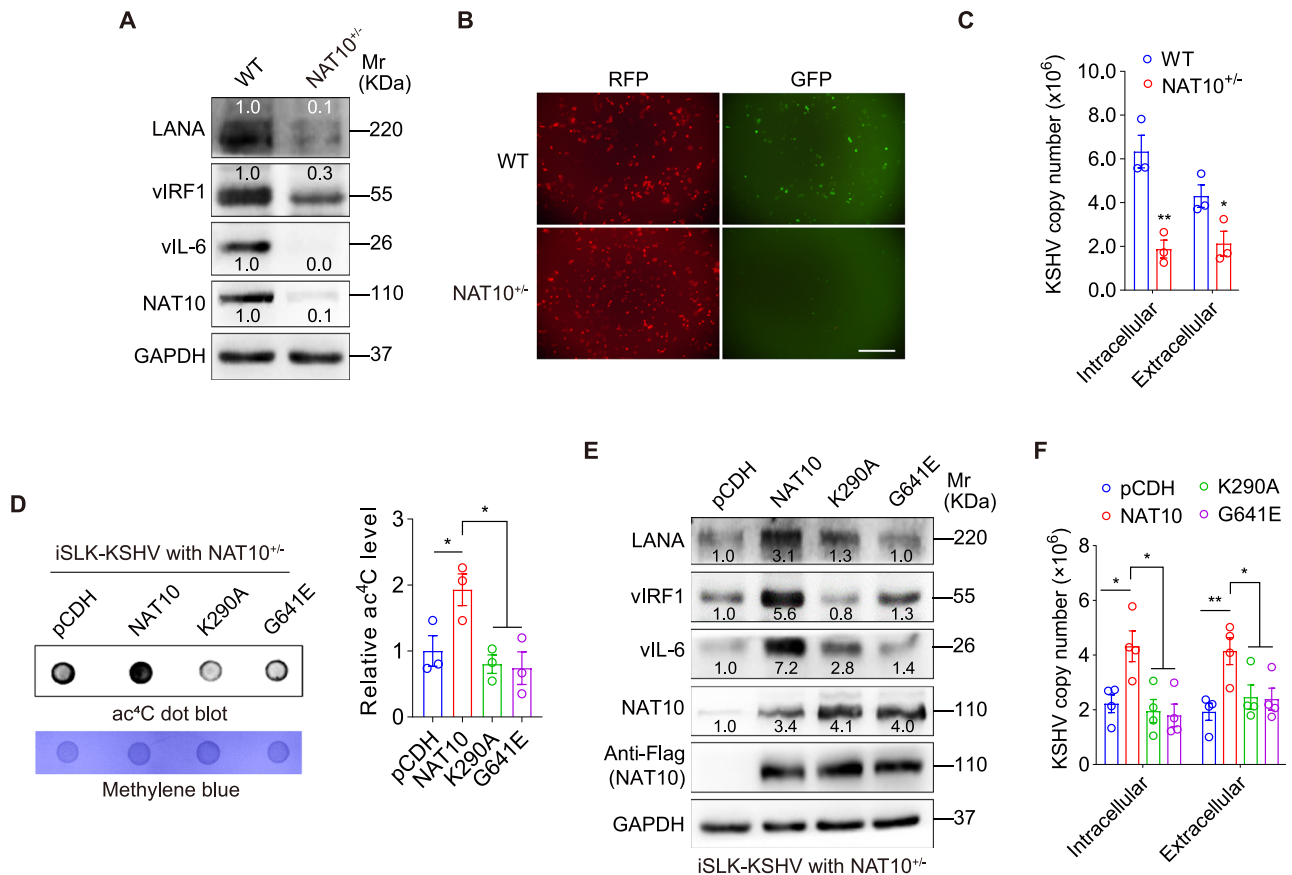 A
WT
NAT10+/-
Mr
(KDa)
1.0
0.1
LANA
220
1.0
0.3
vIRF1
55
vIL-6
26
1.0
0.0
NAT10
110
1.0
0.1
GAPDH
37
B
RFP
GFP
WT
NAT10+/-
C
WT
NAT10+/-
KSHV copy number (x10⁶)
8.0
6.0
4.0
2.0
0.0
**
*
Intracellular
Extracellular
D
iSLK-KSHV with NAT10+/-
pCDH
NAT10
K290A
G641E
ac⁴C dot blot
Methylene blue
Relative ac⁴C level
3
2
1
0
*
*
pCDH
NAT10
K290A
G641E
E
pCDH
NAT10
K290A
G641E
Mr
(KDa)
LANA
220
1.0
3.1
1.3
1.0
vIRF1
55
1.0
5.6
0.8
1.3
vIL-6
26
1.0
7.2
2.8
1.4
NAT10
110
1.0
3.4
4.1
4.0
Anti-Flag
(NAT10)
110
GAPDH
37
iSLK-KSHV with NAT10+/-
F
pCDH
K290A
NAT10
G641E
KSHV copy number (×10⁶)
8
6
4
2
0
*
*
**
*
Intracellular
Extracellular